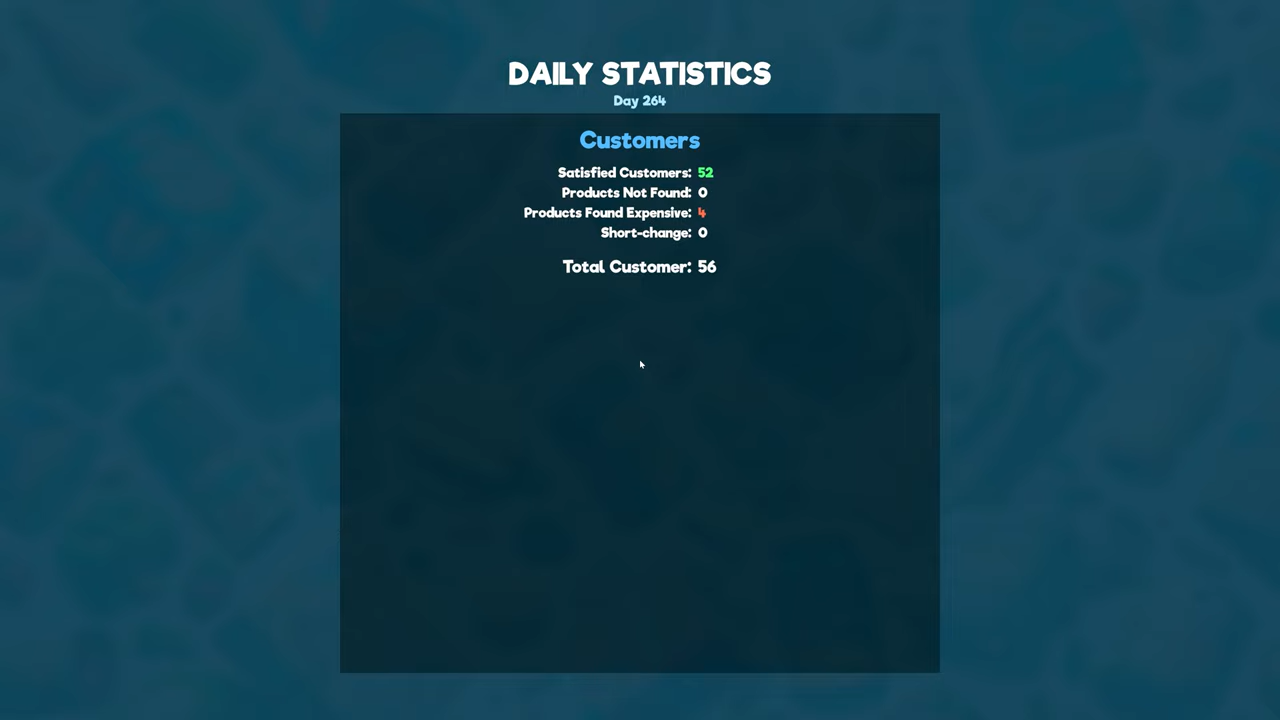 DAILY STATISTICS
Day 264
Customers
Satisfied Customers: 52
Products Not Found: 0
Products Found Expensive: 4
Short-change: 0
Total Customer: 56